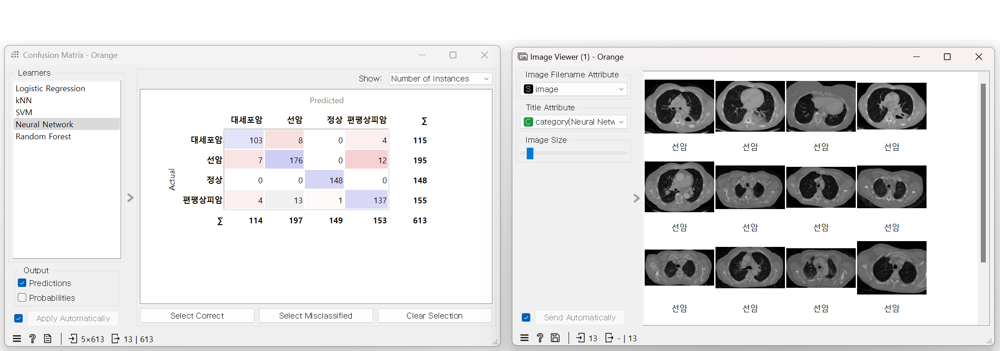 Confusion Matrix - Orange
Learners
Logistic Regression
kNN
SVM
Neural Network
Random Forest
Output
Predictions
Probabilities
Apply Automatically
5×613
13 | 613
Show: Number of instances
Predicted
대세포암 선암 정상 편평상피암 ∑
Actual
대세포암 103 8 0 4 115
선암 7 176 0 12 195
정상 0 0 148 0 148
편평상피암 4 13 1 137 155
∑ 114 197 149 153 613
Select Correct
Select Misclassified
Clear Selection
Image Viewer (1) - Orange
Image Filename Attribute
S image
Title Attribute
C category(Neural Netw
Image Size
Send Automatically
13
- | 13
선암 선암 선암 선암
선암 선암 선암 선암
선암 선암 선암 선암